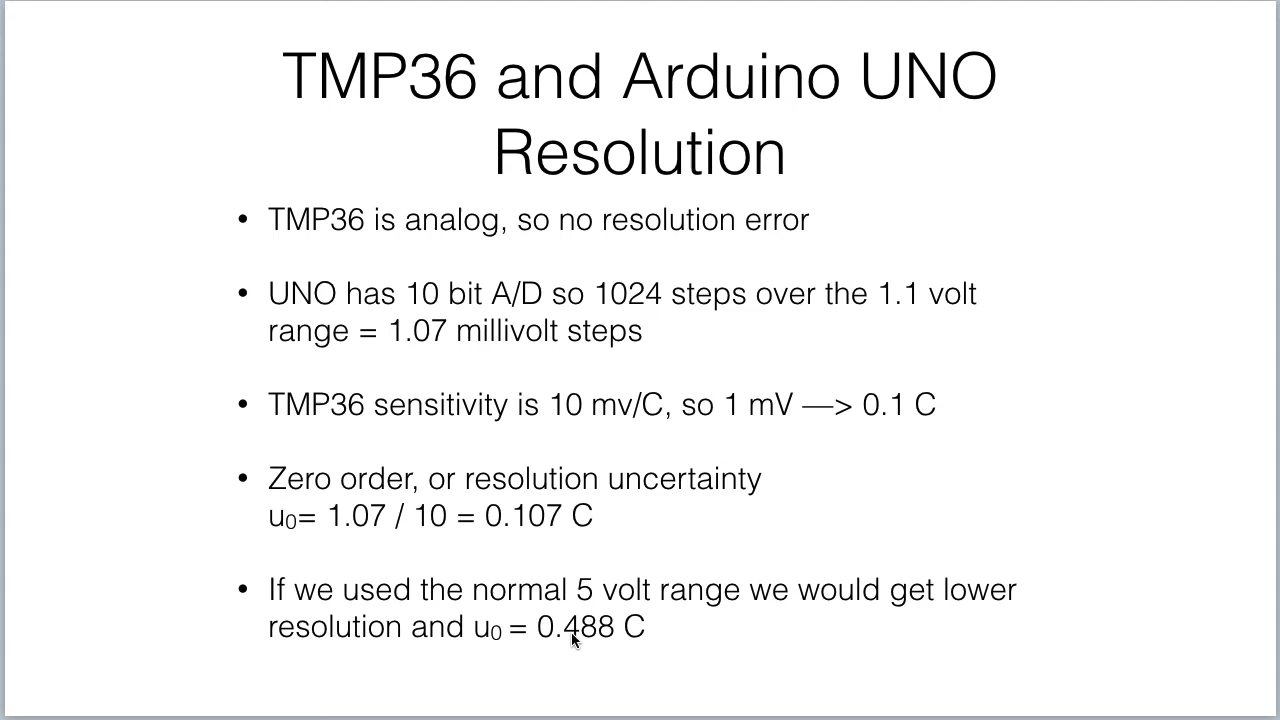 TMP36 and Arduino UNO
Resolution
• TMP36 is analog, so no resolution error
• UNO has 10 bit A/D so 1024 steps over the 1.1 volt
range = 1.07 millivolt steps
• TMP36 sensitivity is 10 mv/C, so 1 mV —> 0.1 C
• Zero order, or resolution uncertainty
u₀= 1.07 / 10 = 0.107 C
• If we used the normal 5 volt range we would get lower
resolution and u₀ = 0.488 C